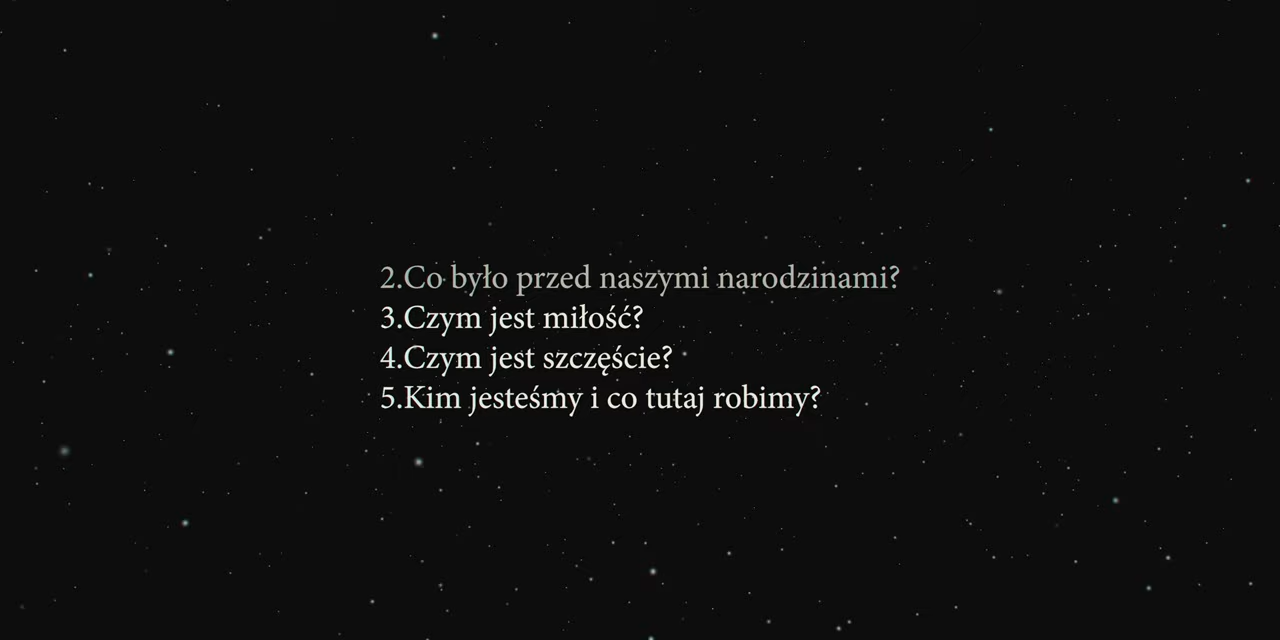 2.Co było przed naszymi narodzinami?
3.Czym jest miłość?
4.Czym jest szczęście?
5.Kim jesteśmy i co tutaj robimy?